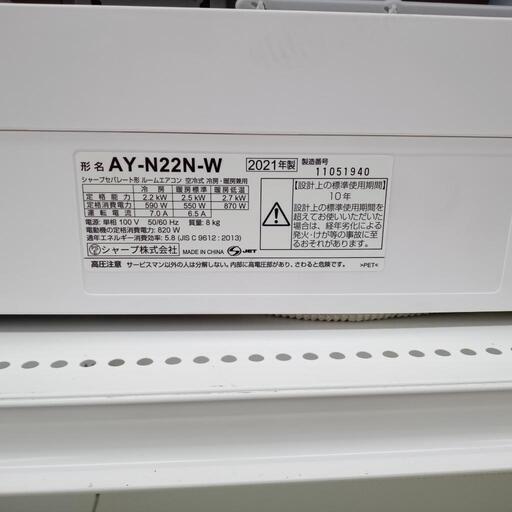 形名 AY-N22N-W 2021年製 製造番号 11051940
シャープセパレート形 ルームエアコン 空冷式 冷房・暖房兼用
冷 房 暖房標準 暖房低温
定 格 能 力 2.2 kW 2.5 kW 2.7 kW
定格消費電力 590 W 550 W 870 W
運 転 電 流 7.0 A 6.5 A
電源: 単相 100 V 50/60 Hz 質量: 8 kg
電動機の定格消費電力: 820 W
通年エネルギー消費効率: 5.8 (JIS C 9612 : 2013)
シャープ株式会社 MADE IN CHINA S JET
【設計上の標準使用期間】
10 年
設計上の標準使用期間を
超えてお使いいただいた
場合は、経年劣化による
発火・けが等の事故に至
るおそれがあります。
高圧注意 サービスマン以外の人は分解しない。内部に高電圧部があり、さわると危険です。 >PET<